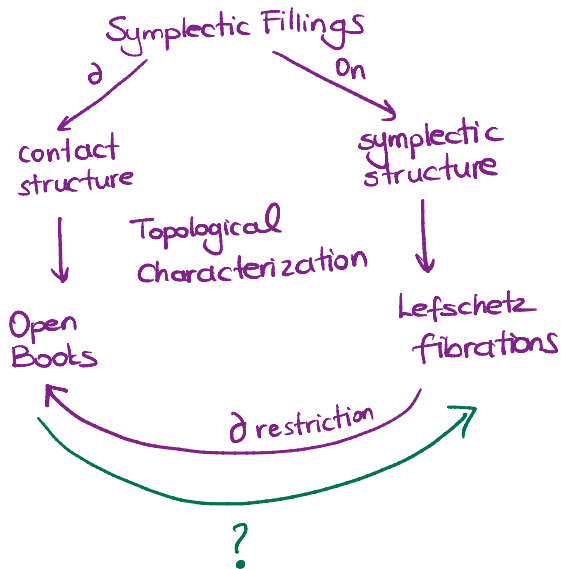 Symplectic Fillings
∂
On
contact
structure
symplectic
structure
Topological
characterization
Open
Books
Lefschetz
fibrations
∂ restriction
?